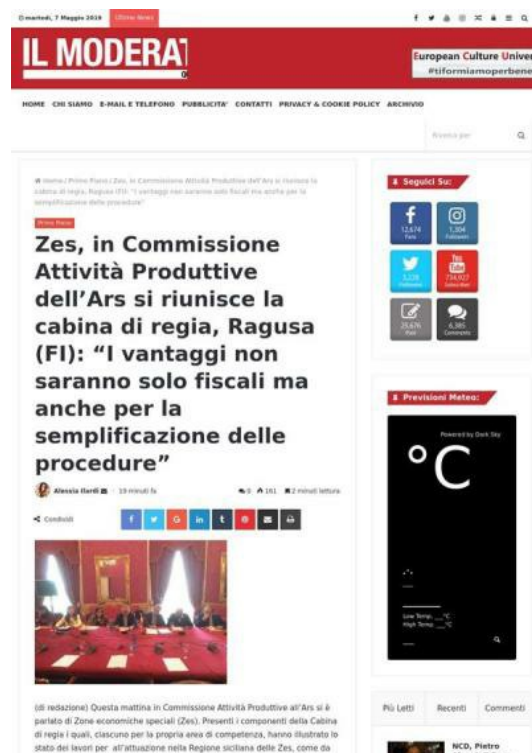 martedì, 7 Maggio 2019
Ultime News
IL MODERAT
European Culture Univer
#tiformiamoperbene
HOME CHI SIAMO E-MAIL E TELEFONO PUBBLICITA' CONTATTI PRIVACY & COOKIE POLICY ARCHIVIO
Ricerca per
Home / Primo Piano / Zes, in Commissione Attività Produttive dell'Ars si riunisce la
cabina di regia, Ragusa (FI): "I vantaggi non saranno solo fiscali ma anche per la
semplificazione delle procedure"
Primo Piano
Zes, in Commissione
Attività Produttive
dell'Ars si riunisce la
cabina di regia, Ragusa
(FI): "I vantaggi non
saranno solo fiscali ma
anche per la
semplificazione delle
procedure"
Alessia Ilardi 19 minuti fa 0 161 2 minuti lettura
Condividi
(di redazione) Questa mattina in Commissione Attività Produttive all'Ars si è
parlato di Zone economiche speciali (Zes). Presenti i componenti della Cabina
di regia i quali, ciascuno per la propria area di competenza, hanno illustrato lo
stato dei lavori per all'attuazione nella Regione siciliana delle Zes, come da
Seguici Su:
12,674
Fans
1,304
Followers
Followers
You Tube
734,927
Subscriber
25,676
Post
6,385
Comments
Previsioni Meteo:
Powered by Dark Sky
°C
Low Temp. __°C
High Temp. __°C
Più Letti Recenti Commenti
NCD, Pietro